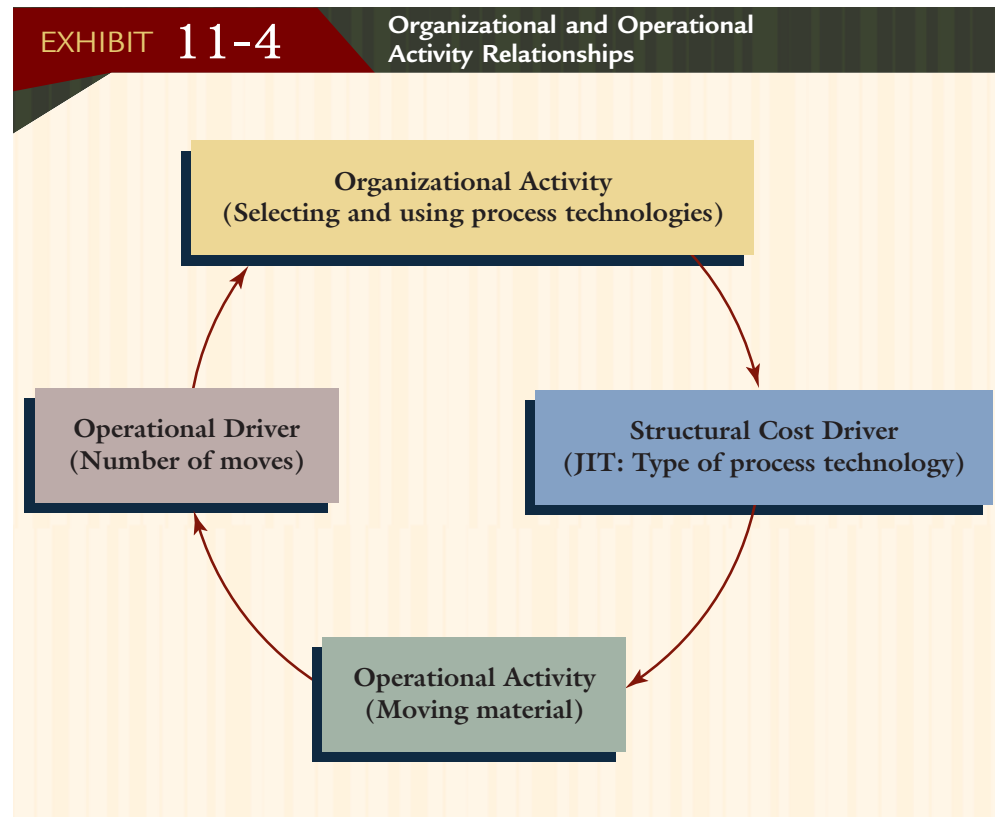 EXHIBIT 11-4
Organizational and Operational
Activity Relationships
Organizational Activity
(Selecting and using process technologies)
Operational Driver
(Number of moves)
Structural Cost Driver
(JIT: Type of process technology)
Operational Activity
(Moving material)